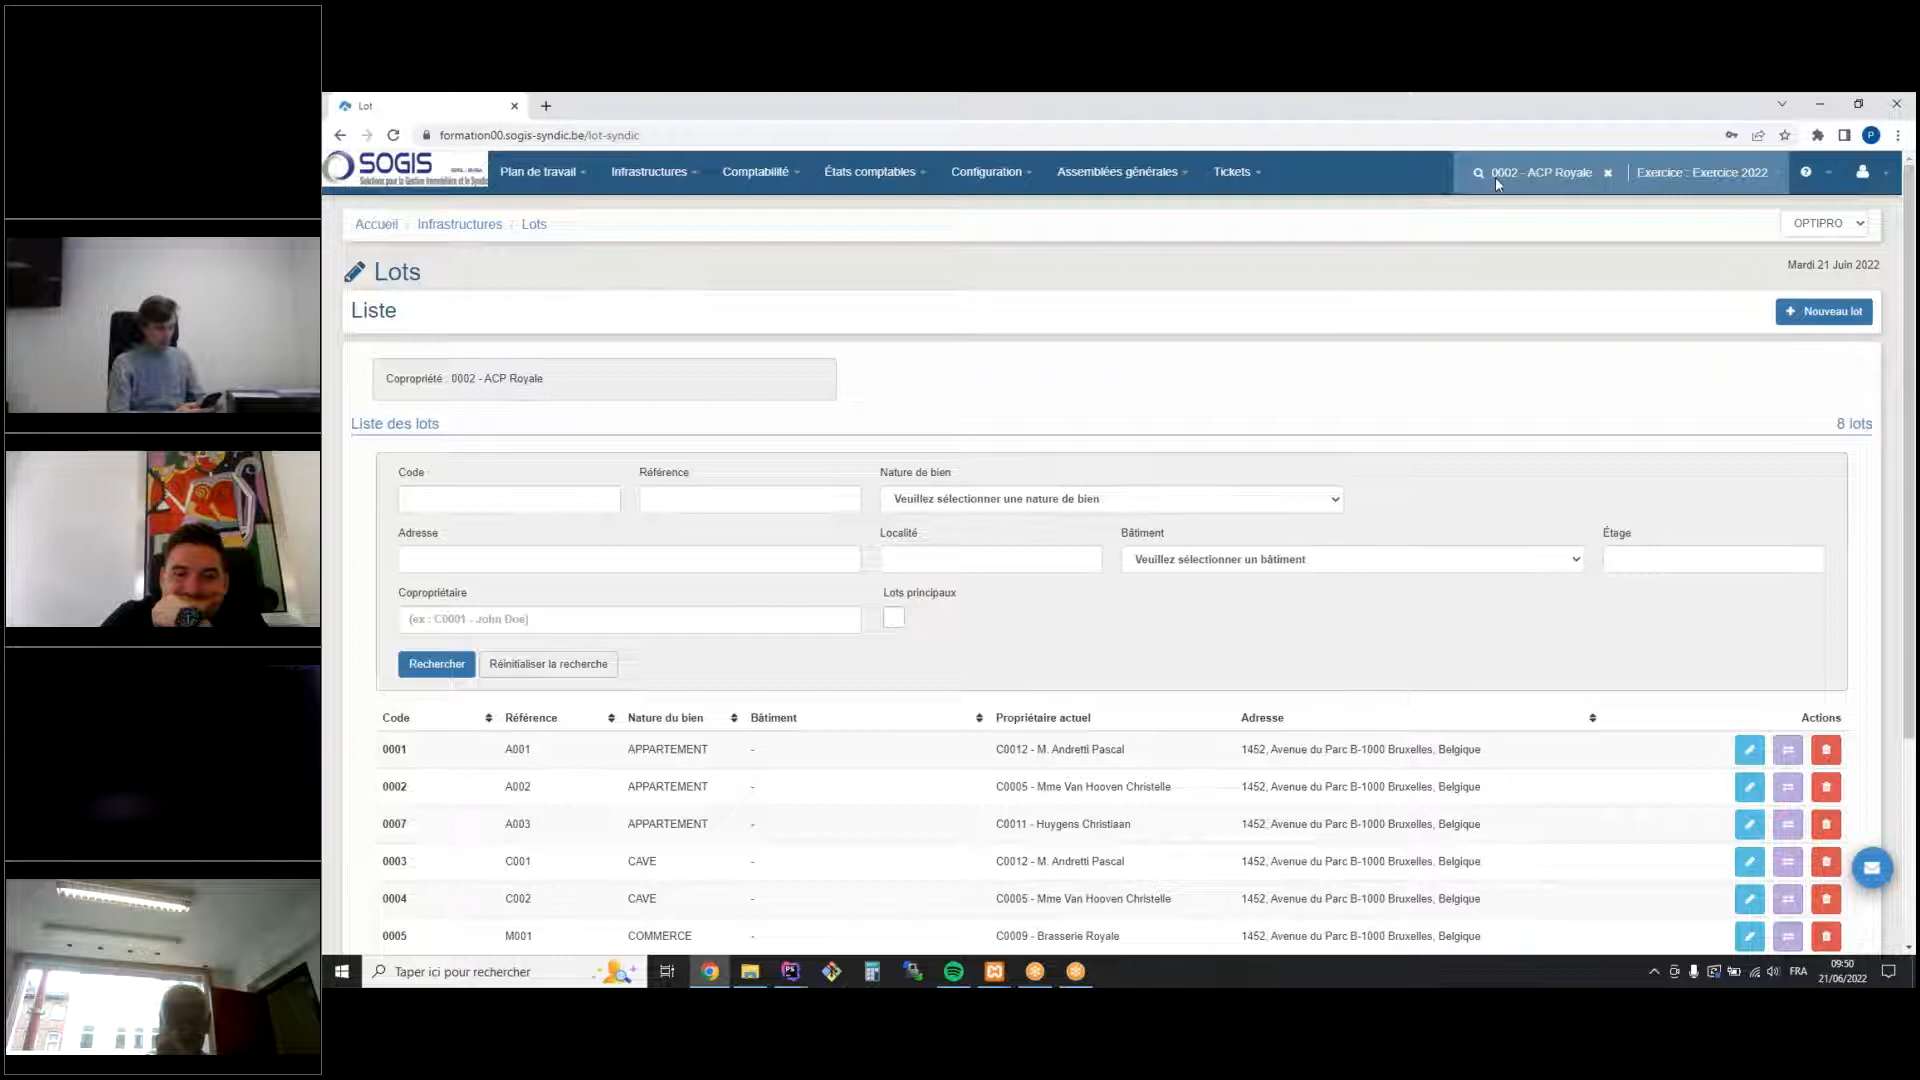 Lot
formation00.sogis-syndic.be/lot-syndic
P
SOGIS
Solutions pour la Gestion Immobilière et le Syndic
Plan de travail Infrastructures Comptabilité États comptables Configuration Assemblées générales Tickets
0002 - ACP Royale Exercice : Exercice 2022
Accueil / Infrastructures / Lots
OPTIPRO
Lots
Mardi 21 Juin 2022
Liste
+ Nouveau lot
Copropriété : 0002 - ACP Royale
Liste des lots
8 lots
Code Référence Nature de bien
Veuillez sélectionner une nature de bien
Adresse Localité Bâtiment Étage
Veuillez sélectionner un bâtiment
Copropriétaire Lots principaux
(ex : C0001 - John Doe)
Rechercher Réinitialiser la recherche
Code Référence Nature du bien Bâtiment Propriétaire actuel Adresse Actions
0001 A001 APPARTEMENT - C0012 - M. Andretti Pascal 1452, Avenue du Parc B-1000 Bruxelles, Belgique
0002 A002 APPARTEMENT - C0005 - Mme Van Hooven Christelle 1452, Avenue du Parc B-1000 Bruxelles, Belgique
0007 A003 APPARTEMENT - C0011 - Huygens Christiaan 1452, Avenue du Parc B-1000 Bruxelles, Belgique
0003 C001 CAVE - C0012 - M. Andretti Pascal 1452, Avenue du Parc B-1000 Bruxelles, Belgique
0004 C002 CAVE - C0005 - Mme Van Hooven Christelle 1452, Avenue du Parc B-1000 Bruxelles, Belgique
0005 M001 COMMERCE - C0009 - Brasserie Royale 1452, Avenue du Parc B-1000 Bruxelles, Belgique
Taper ici pour rechercher
PS
FRA
09:50
21/06/2022